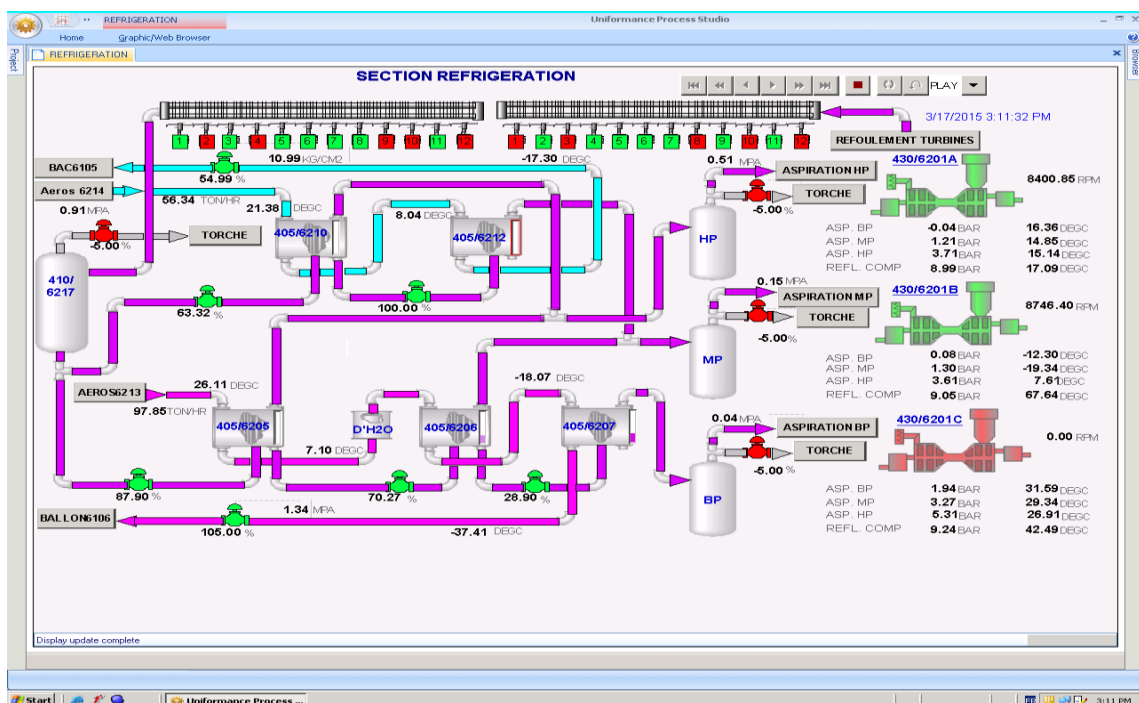 REFRIGERATION
Uniformance Process Studio
Home Graphic/Web Browser
Project
REFRIGERATION
Browser
SECTION REFRIGERATION
PLAY
3/17/2015 3:11:32 PM
1 2 3 4 5 6 7 8 9 10 11 12
1 2 3 4 5 6 7 8 9 10 11 12
REFOULEMENT TURBINES
BAC6105
10.99 KG/CM2
-17.30 DEGC
54.99 %
Aeros 6214
56.34 TON/HR
21.38 DEGC
8.04 DEGC
0.91 MPA
-5.00 %
TORCHE
405/6210
405/6212
410/
6217
63.32 %
100.00 %
0.51 MPA
ASPIRATION HP
TORCHE
-5.00 %
HP
430/6201A
8400.85 RPM
ASP. BP -0.04 BAR 16.36 DEGC
ASP. MP 1.21 BAR 14.85 DEGC
ASP. HP 3.71 BAR 15.14 DEGC
REFL. COMP 8.99 BAR 17.09 DEGC
0.15 MPA
ASPIRATION MP
TORCHE
-5.00 %
MP
430/6201B
8746.40 RPM
ASP. BP 0.08 BAR -12.30 DEGC
ASP. MP 1.30 BAR -19.34 DEGC
ASP. HP 3.61 BAR 7.61 DEGC
REFL. COMP 9.05 BAR 67.64 DEGC
AEROS6213
26.11 DEGC
97.85 TON/HR
-18.07 DEGC
405/6205
D'H2O
405/6206
405/6207
7.10 DEGC
87.90 %
70.27 %
28.90 %
BALLON6106
1.34 MPA
105.00 %
-37.41 DEGC
0.04 MPA
ASPIRATION BP
TORCHE
-5.00 %
BP
430/6201C
0.00 RPM
ASP. BP 1.94 BAR 31.59 DEGC
ASP. MP 3.27 BAR 29.34 DEGC
ASP. HP 5.31 BAR 26.91 DEGC
REFL. COMP 9.24 BAR 42.49 DEGC
Display update complete
Start
Uniformance Process ...
3:11 PM